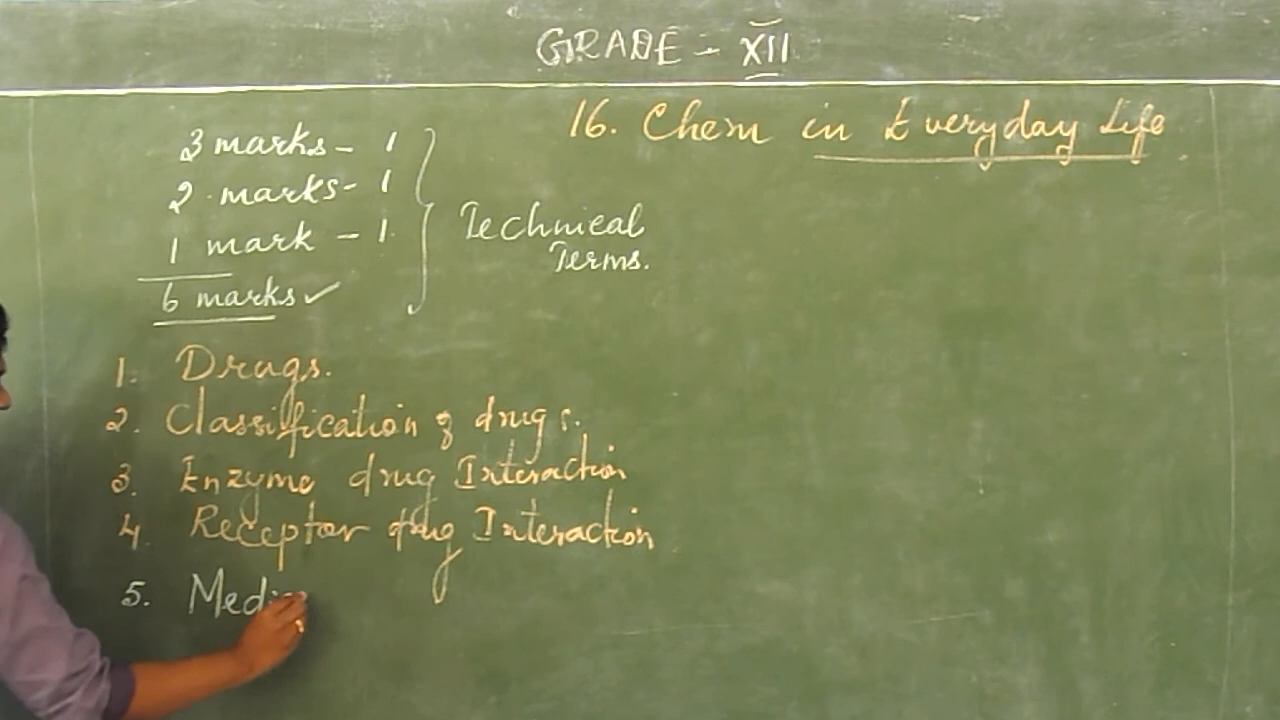 GRADE - XII
16. Chem in Everyday Life
3 marks - 1
2 marks - 1
1 mark - 1
6 marks ✓
Technical
Terms.
1. Drugs.
2. Classification of drugs.
3. Enzyme drug Interaction
4. Receptor drug Interaction
5. Medi